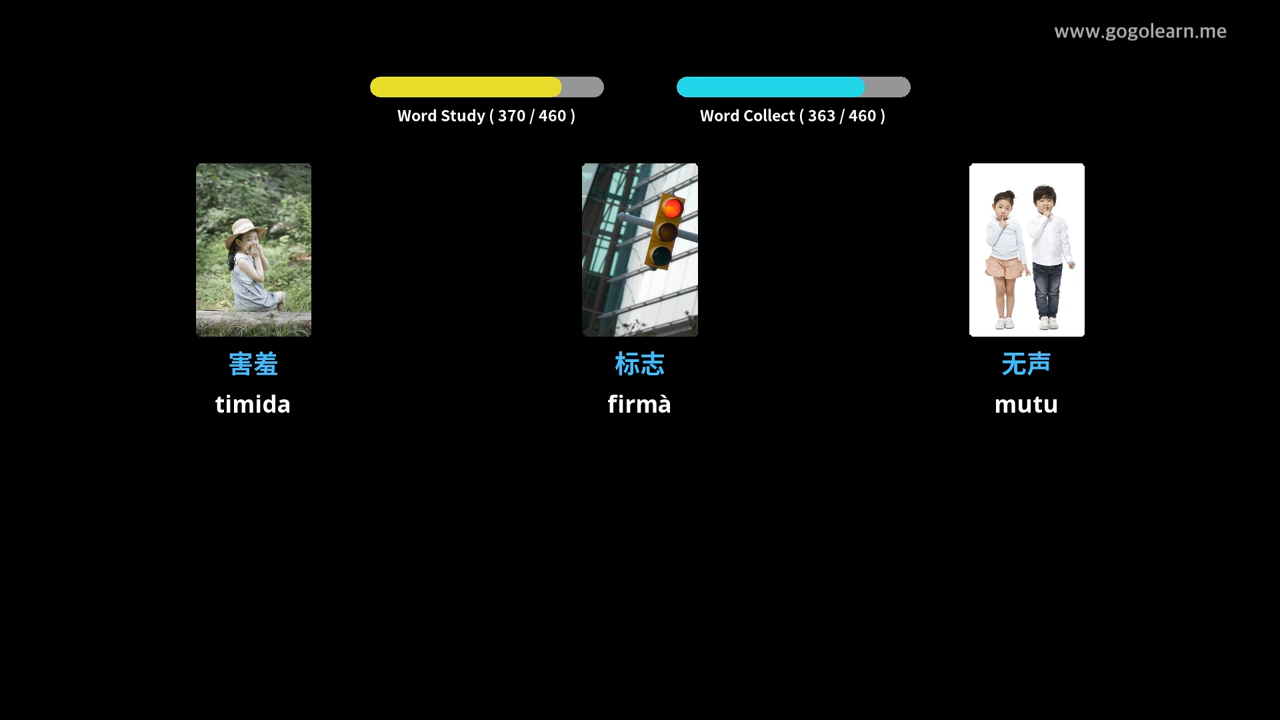 www.gogolearn.me
Word Study ( 370 / 460 )
Word Collect ( 363 / 460 )
害羞
标志
无声
timida
firmà
mutu